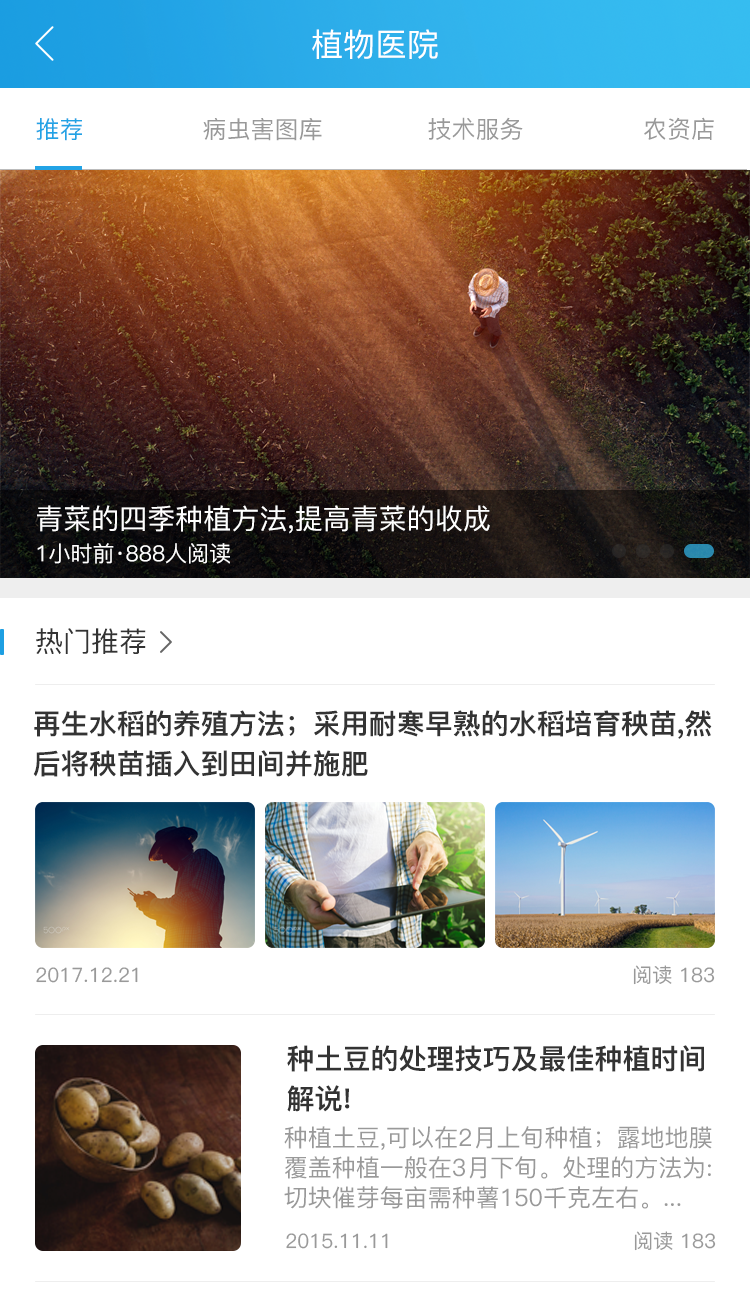 植物医院
推荐
病虫害图库
技术服务
农资店
青菜的四季种植方法,提高青菜的收成
1小时前·888人阅读
热门推荐
再生水稻的养殖方法；采用耐寒早熟的水稻培育秧苗,然
后将秧苗插入到田间并施肥
2017.12.21
阅读 183
种土豆的处理技巧及最佳种植时间
解说!
种植土豆,可以在2月上旬种植；露地地膜
覆盖种植一般在3月下旬。处理的方法为:
切块催芽每亩需种薯150千克左右。...
2015.11.11
阅读 183